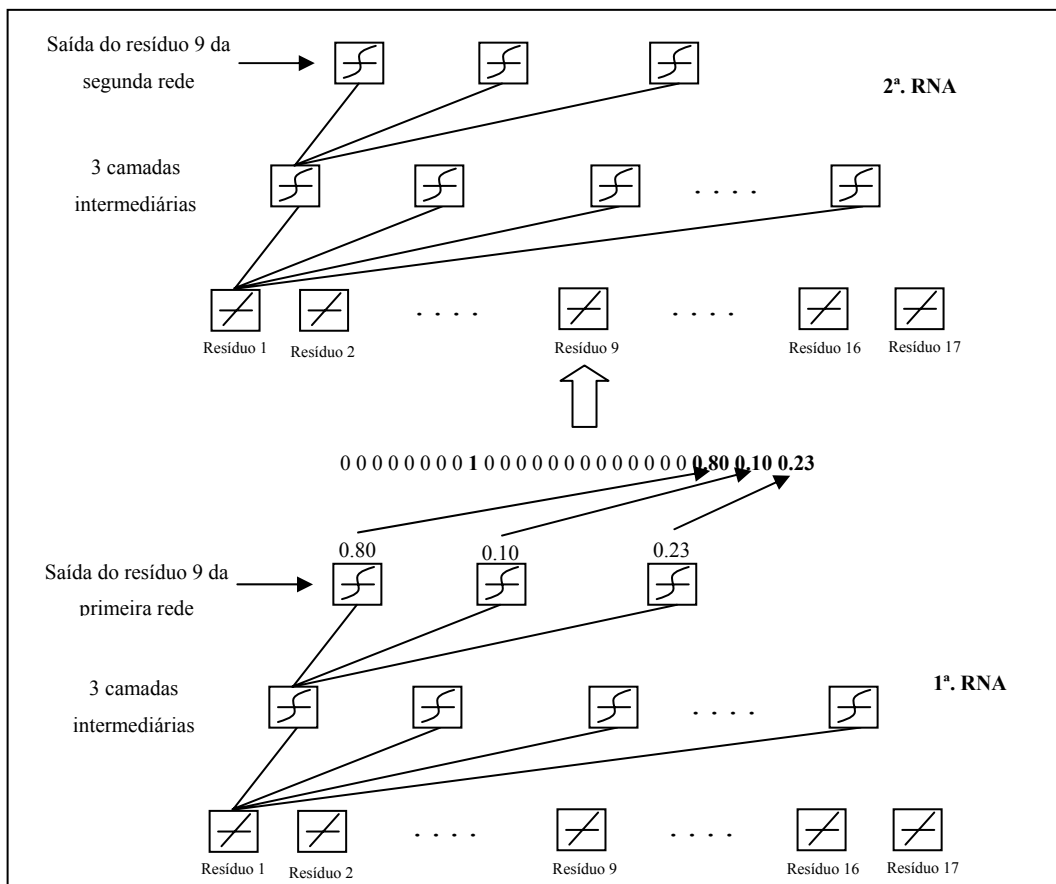 Saída do resíduo 9 da
segunda rede
2ª. RNA
3 camadas
intermediárias
. . . .
. . . .
. . . .
Resíduo 1
Resíduo 2
Resíduo 9
Resíduo 16
Resíduo 17
0 0 0 0 0 0 0 0 1 0 0 0 0 0 0 0 0 0 0 0 0 0 0.80 0.10 0.23
0.80
0.10
0.23
Saída do resíduo 9 da
primeira rede
3 camadas
intermediárias
1ª. RNA
. . . .
. . . .
. . . .
Resíduo 1
Resíduo 2
Resíduo 9
Resíduo 16
Resíduo 17